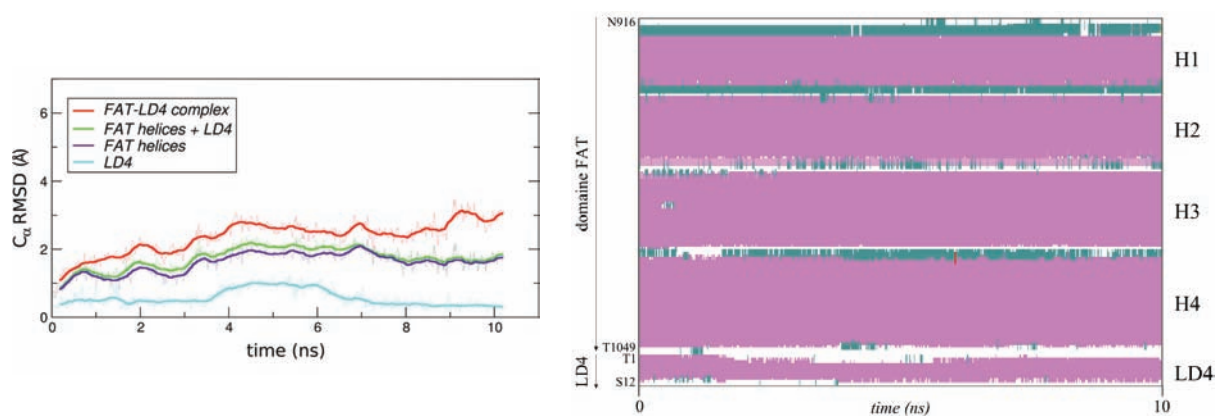 6
4
2
0
Cα RMSD (Å)
FAT-LD4 complex
FAT helices + LD4
FAT helices
LD4
0
2
4
6
8
10
time (ns)
N916
domaine FAT
T1049
T1
LD4
S12
H1
H2
H3
H4
LD4
0
time (ns)
10